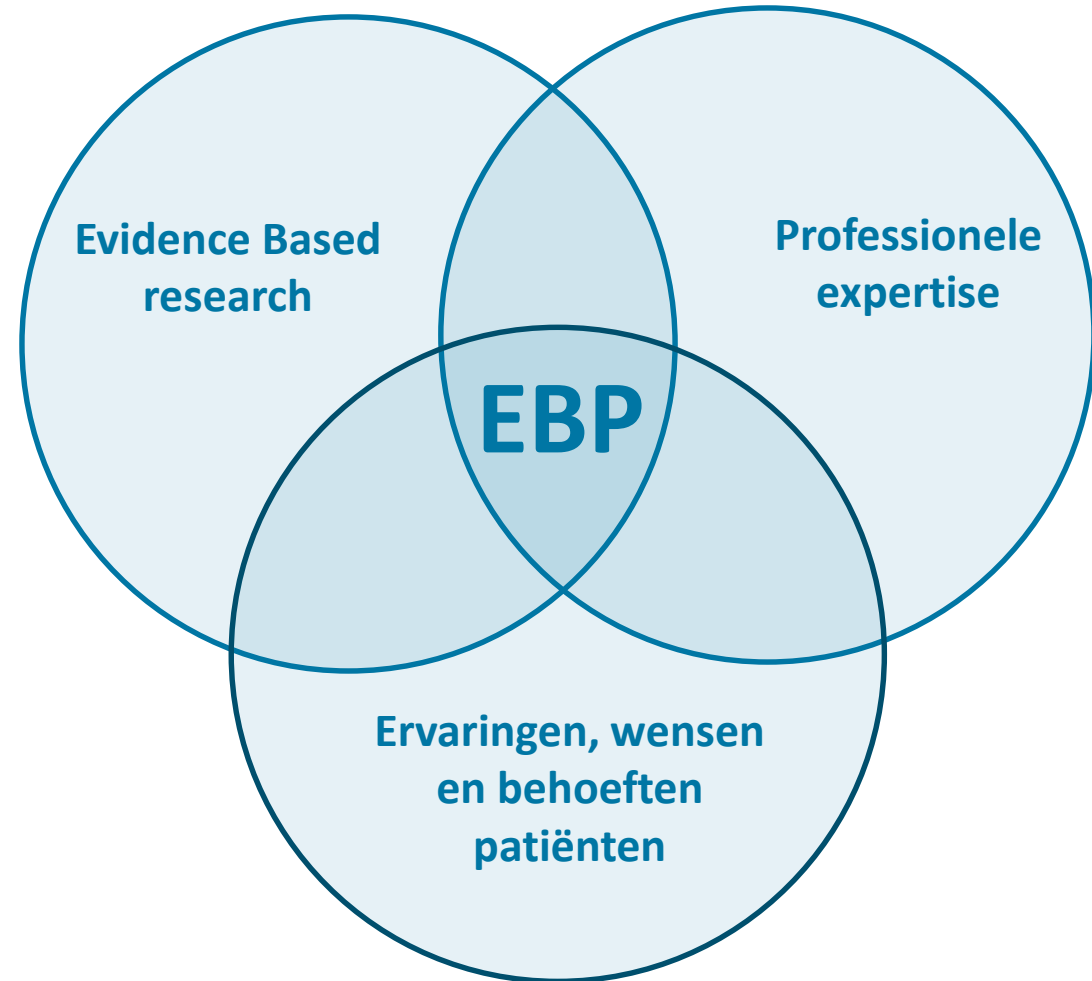 Evidence Based
research
Professionele
expertise
EBP
Ervaringen, wensen
en behoeften
patiënten